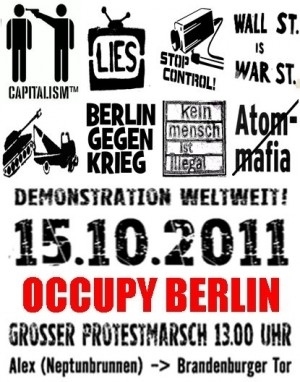 CAPITALISM™
LIES
STOP
CONTROL!
WALL ST.
IS
WAR ST.
BERLIN
GEGEN
KRIEG
kein
mensch
ist
illegal
Atom-
mafia
DEMONSTRATION WELTWEIT!
15.10.2011
OCCUPY BERLIN
GROSSER PROTESTMARSCH 13.00 UHR
Alex (Neptunbrunnen) –> Brandenburger Tor